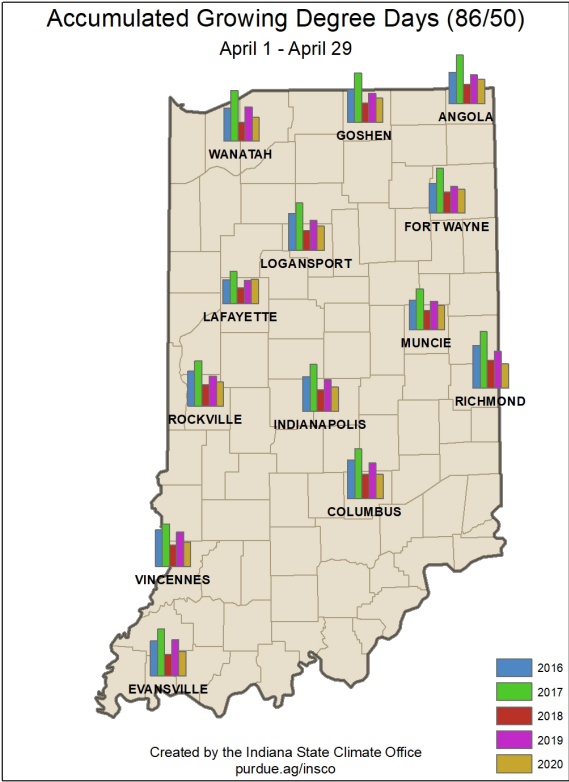 Accumulated Growing Degree Days (86/50)
April 1 - April 29
ANGOLA
GOSHEN
WANATAH
FORT WAYNE
LOGANSPORT
LAFAYETTE
MUNCIE
RICHMOND
ROCKVILLE
INDIANAPOLIS
COLUMBUS
VINCENNES
EVANSVILLE
2016
2017
2018
2019
2020
Created by the Indiana State Climate Office
purdue.ag/insco